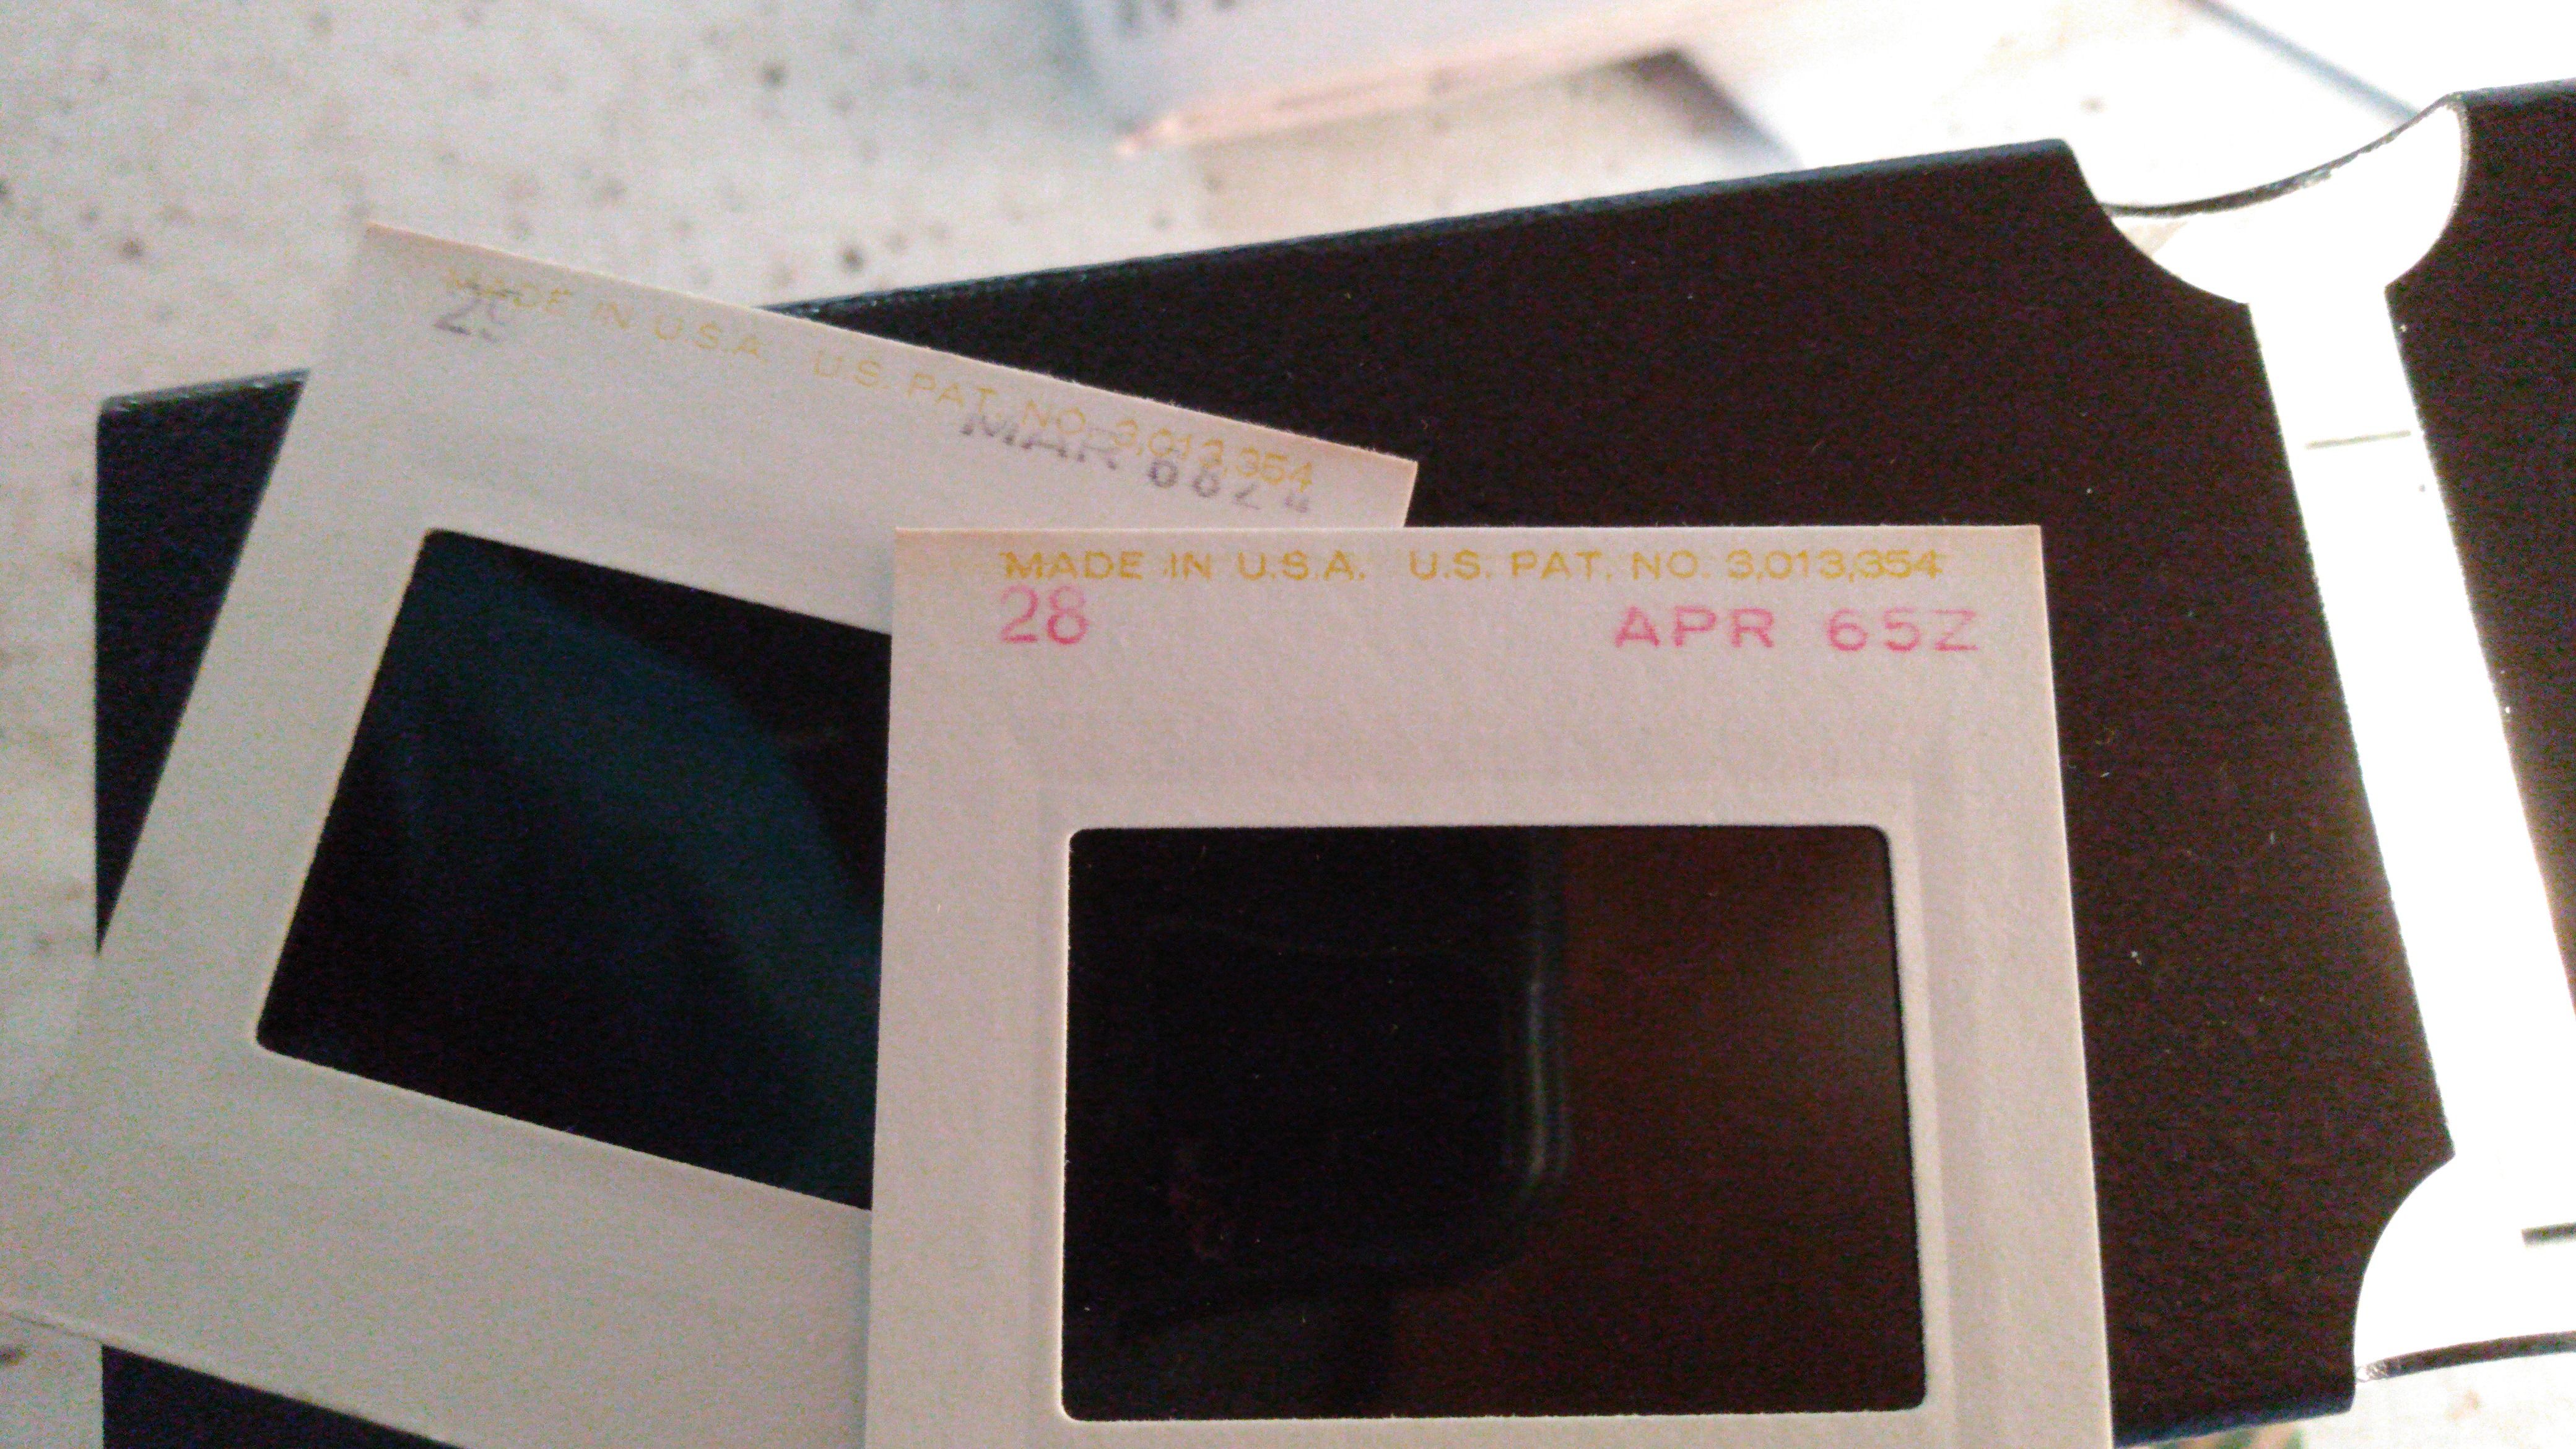 MADE IN U.S.A. U.S. PAT. NO. 3,013,354
MAR 66Z
MADE IN U.S.A. U.S. PAT. NO. 3,013,354
28 APR 65Z